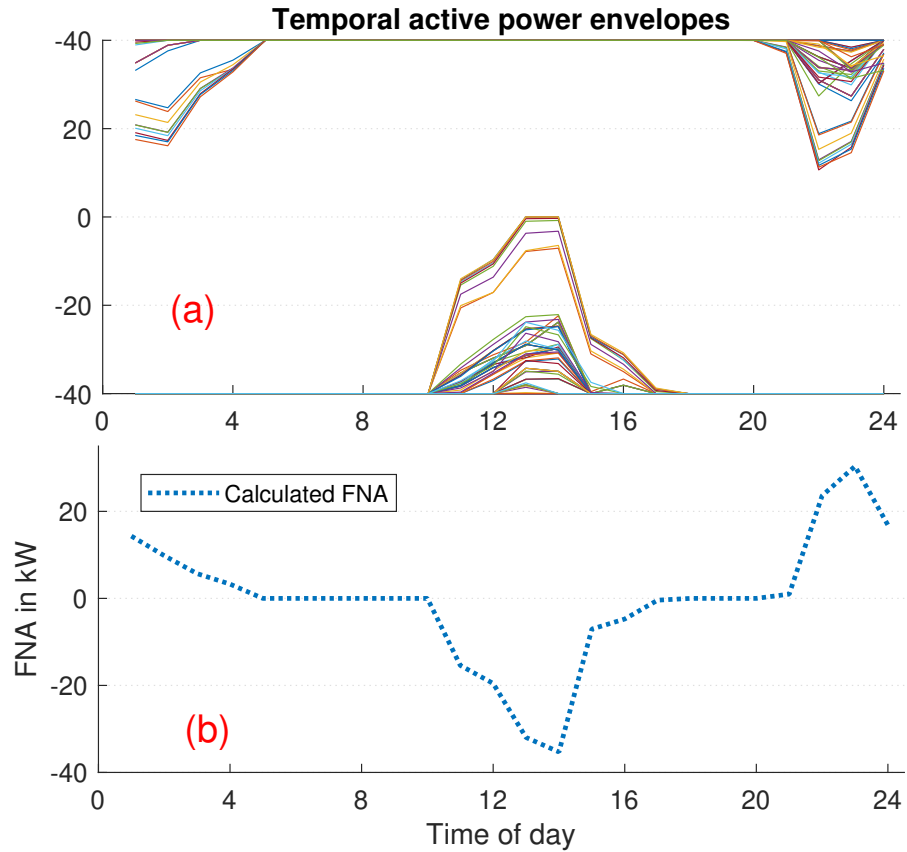 Temporal active power envelopes
-40
20
0
-20
-40
(a)
0 4 8 12 16 20 24
Calculated FNA
20
0
-20
-40
FNA in kW
(b)
0 4 8 12 16 20 24
Time of day